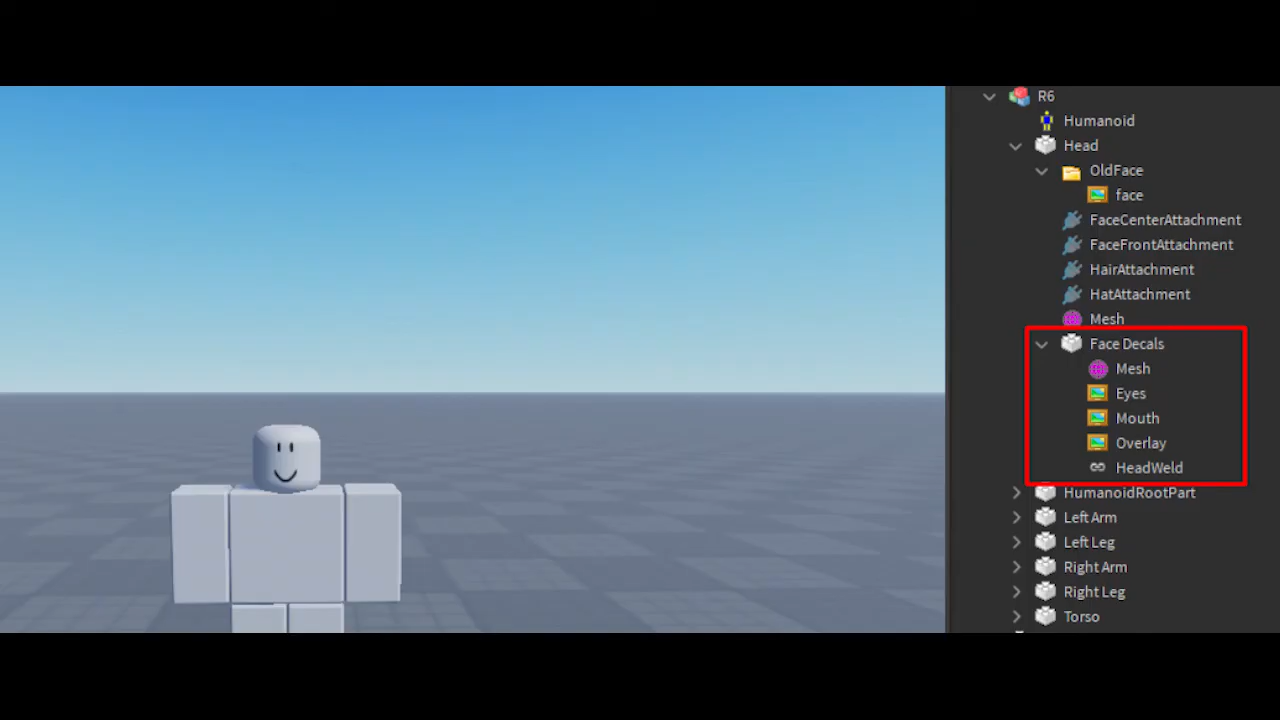 R6
Humanoid
Head
OldFace
face
FaceCenterAttachment
FaceFrontAttachment
HairAttachment
HatAttachment
Mesh
Face Decals
Mesh
Eyes
Mouth
Overlay
HeadWeld
HumanoidRootPart
Left Arm
Left Leg
Right Arm
Right Leg
Torso